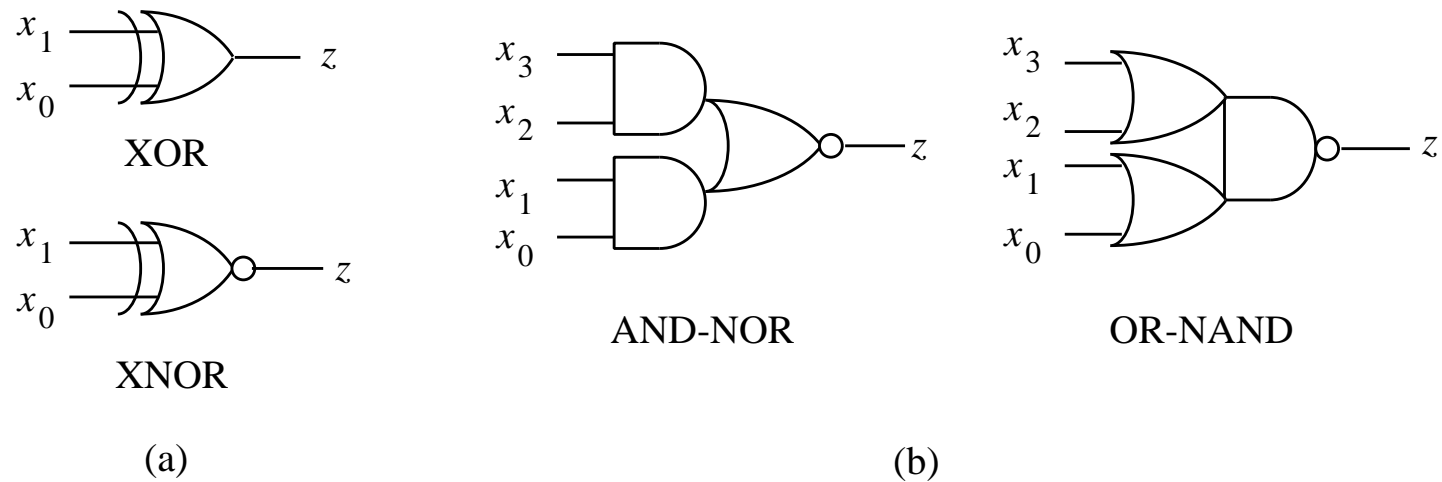 x1
x0
z
XOR
x1
x0
z
XNOR
(a)
x3
x2
x1
x0
z
AND-NOR
x3
x2
x1
x0
z
OR-NAND
(b)